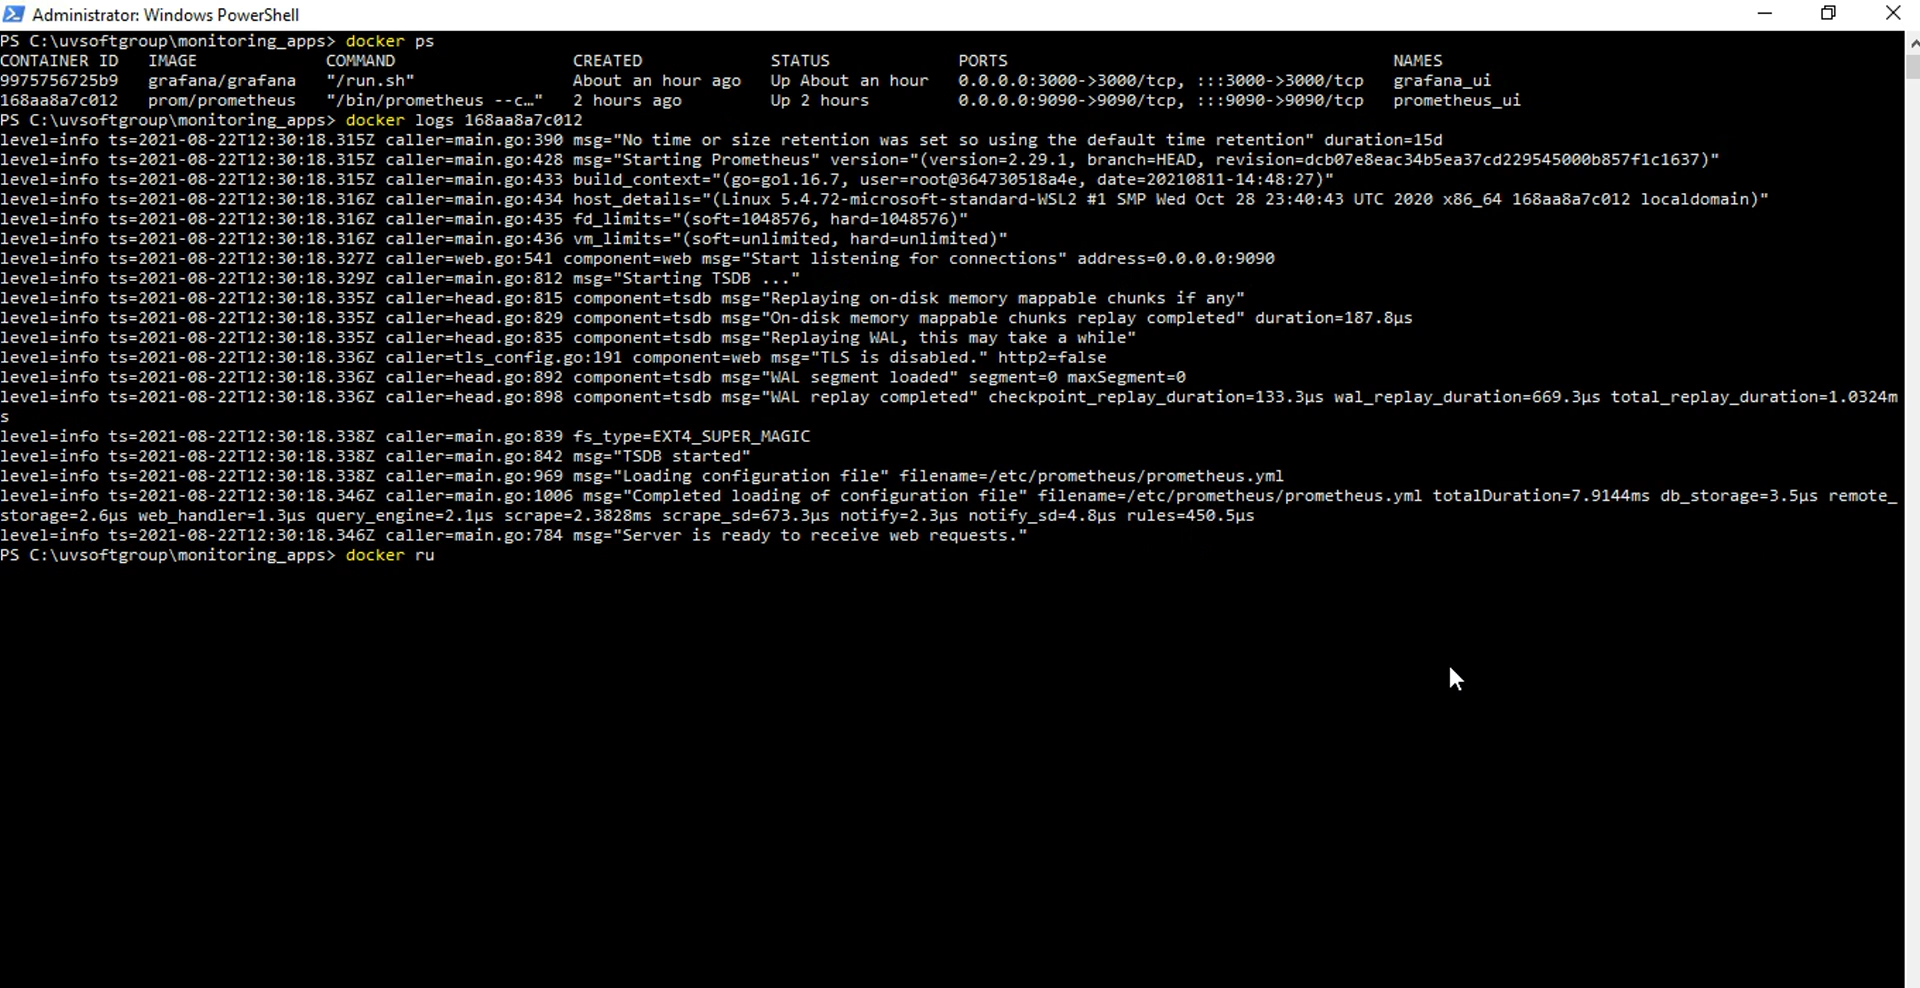 Administrator: Windows PowerShell
PS C:\uvsoftgroup\monitoring_apps> docker ps
CONTAINER ID   IMAGE             COMMAND                  CREATED             STATUS             PORTS                                       NAMES
9975756725b9   grafana/grafana   "/run.sh"                About an hour ago   Up About an hour   0.0.0.0:3000->3000/tcp, :::3000->3000/tcp   grafana_ui
168aa8a7c012   prom/prometheus   "/bin/prometheus --c…"   2 hours ago         Up 2 hours         0.0.0.0:9090->9090/tcp, :::9090->9090/tcp   prometheus_ui
PS C:\uvsoftgroup\monitoring_apps> docker logs 168aa8a7c012
level=info ts=2021-08-22T12:30:18.315Z caller=main.go:390 msg="No time or size retention was set so using the default time retention" duration=15d
level=info ts=2021-08-22T12:30:18.315Z caller=main.go:428 msg="Starting Prometheus" version="(version=2.29.1, branch=HEAD, revision=dcb07e8eac34b5ea37cd229545000b857f1c1637)"
level=info ts=2021-08-22T12:30:18.315Z caller=main.go:433 build_context="(go=go1.16.7, user=root@364730518a4e, date=20210811-14:48:27)"
level=info ts=2021-08-22T12:30:18.316Z caller=main.go:434 host_details="(Linux 5.4.72-microsoft-standard-WSL2 #1 SMP Wed Oct 28 23:40:43 UTC 2020 x86_64 168aa8a7c012 localdomain)"
level=info ts=2021-08-22T12:30:18.316Z caller=main.go:435 fd_limits="(soft=1048576, hard=1048576)"
level=info ts=2021-08-22T12:30:18.316Z caller=main.go:436 vm_limits="(soft=unlimited, hard=unlimited)"
level=info ts=2021-08-22T12:30:18.327Z caller=web.go:541 component=web msg="Start listening for connections" address=0.0.0.0:9090
level=info ts=2021-08-22T12:30:18.329Z caller=main.go:812 msg="Starting TSDB ..."
level=info ts=2021-08-22T12:30:18.335Z caller=head.go:815 component=tsdb msg="Replaying on-disk memory mappable chunks if any"
level=info ts=2021-08-22T12:30:18.335Z caller=head.go:829 component=tsdb msg="On-disk memory mappable chunks replay completed" duration=187.8µs
level=info ts=2021-08-22T12:30:18.335Z caller=head.go:835 component=tsdb msg="Replaying WAL, this may take a while"
level=info ts=2021-08-22T12:30:18.336Z caller=tls_config.go:191 component=web msg="TLS is disabled." http2=false
level=info ts=2021-08-22T12:30:18.336Z caller=head.go:892 component=tsdb msg="WAL segment loaded" segment=0 maxSegment=0
level=info ts=2021-08-22T12:30:18.336Z caller=head.go:898 component=tsdb msg="WAL replay completed" checkpoint_replay_duration=133.3µs wal_replay_duration=669.3µs total_replay_duration=1.0324m
s
level=info ts=2021-08-22T12:30:18.338Z caller=main.go:839 fs_type=EXT4_SUPER_MAGIC
level=info ts=2021-08-22T12:30:18.338Z caller=main.go:842 msg="TSDB started"
level=info ts=2021-08-22T12:30:18.338Z caller=main.go:969 msg="Loading configuration file" filename=/etc/prometheus/prometheus.yml
level=info ts=2021-08-22T12:30:18.346Z caller=main.go:1006 msg="Completed loading of configuration file" filename=/etc/prometheus/prometheus.yml totalDuration=7.9144ms db_storage=3.5µs remote_
storage=2.6µs web_handler=1.3µs query_engine=2.1µs scrape=2.3828ms scrape_sd=673.3µs notify=2.3µs notify_sd=4.8µs rules=450.5µs
level=info ts=2021-08-22T12:30:18.346Z caller=main.go:784 msg="Server is ready to receive web requests."
PS C:\uvsoftgroup\monitoring_apps> docker ru